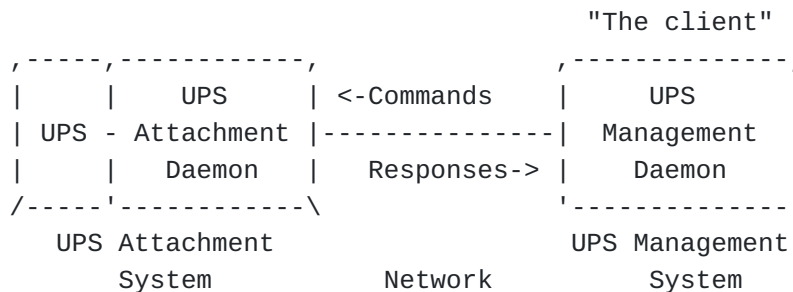 "The client"
,-----,------------,                ,--------------,
|     |    UPS     | <-Commands    |     UPS
| UPS - Attachment |---------------|  Management
|     |   Daemon   |   Responses-> |    Daemon
/-----'------------\                '--------------
UPS Attachment                 UPS Management
System           Network          System